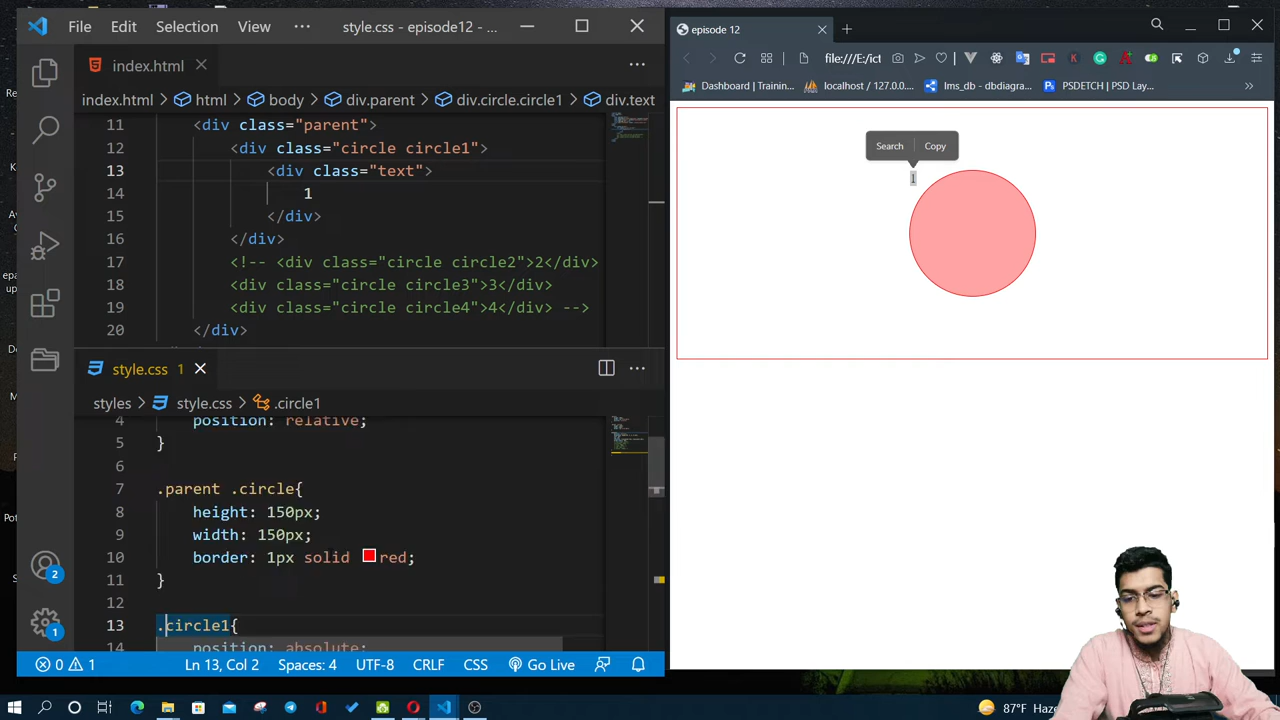 File Edit Selection View ··· style.css - episode12 - ...
index.html
index.html > html > body > div.parent > div.circle.circle1 > div.text
11 <div class="parent">
12 <div class="circle circle1">
13 <div class="text">
14 1
15 </div>
16 </div>
17 <!-- <div class="circle circle2">2</div>
18 <div class="circle circle3">3</div>
19 <div class="circle circle4">4</div> -->
20 </div>
style.css 1
styles > style.css > .circle1
4 position: relative;
5 }
6
7 .parent .circle{
8 height: 150px;
9 width: 150px;
10 border: 1px solid red;
11 }
12
13 .circle1{
14 position: absolute;
2
1
0 1 Ln 13, Col 2 Spaces: 4 UTF-8 CRLF CSS Go Live
episode 12
file:///E:/ict
Dashboard | Trainin... localhost / 127.0.0.... lms_db - dbdiagra... PSDETCH | PSD Lay...
Search Copy
1
87°F Haze